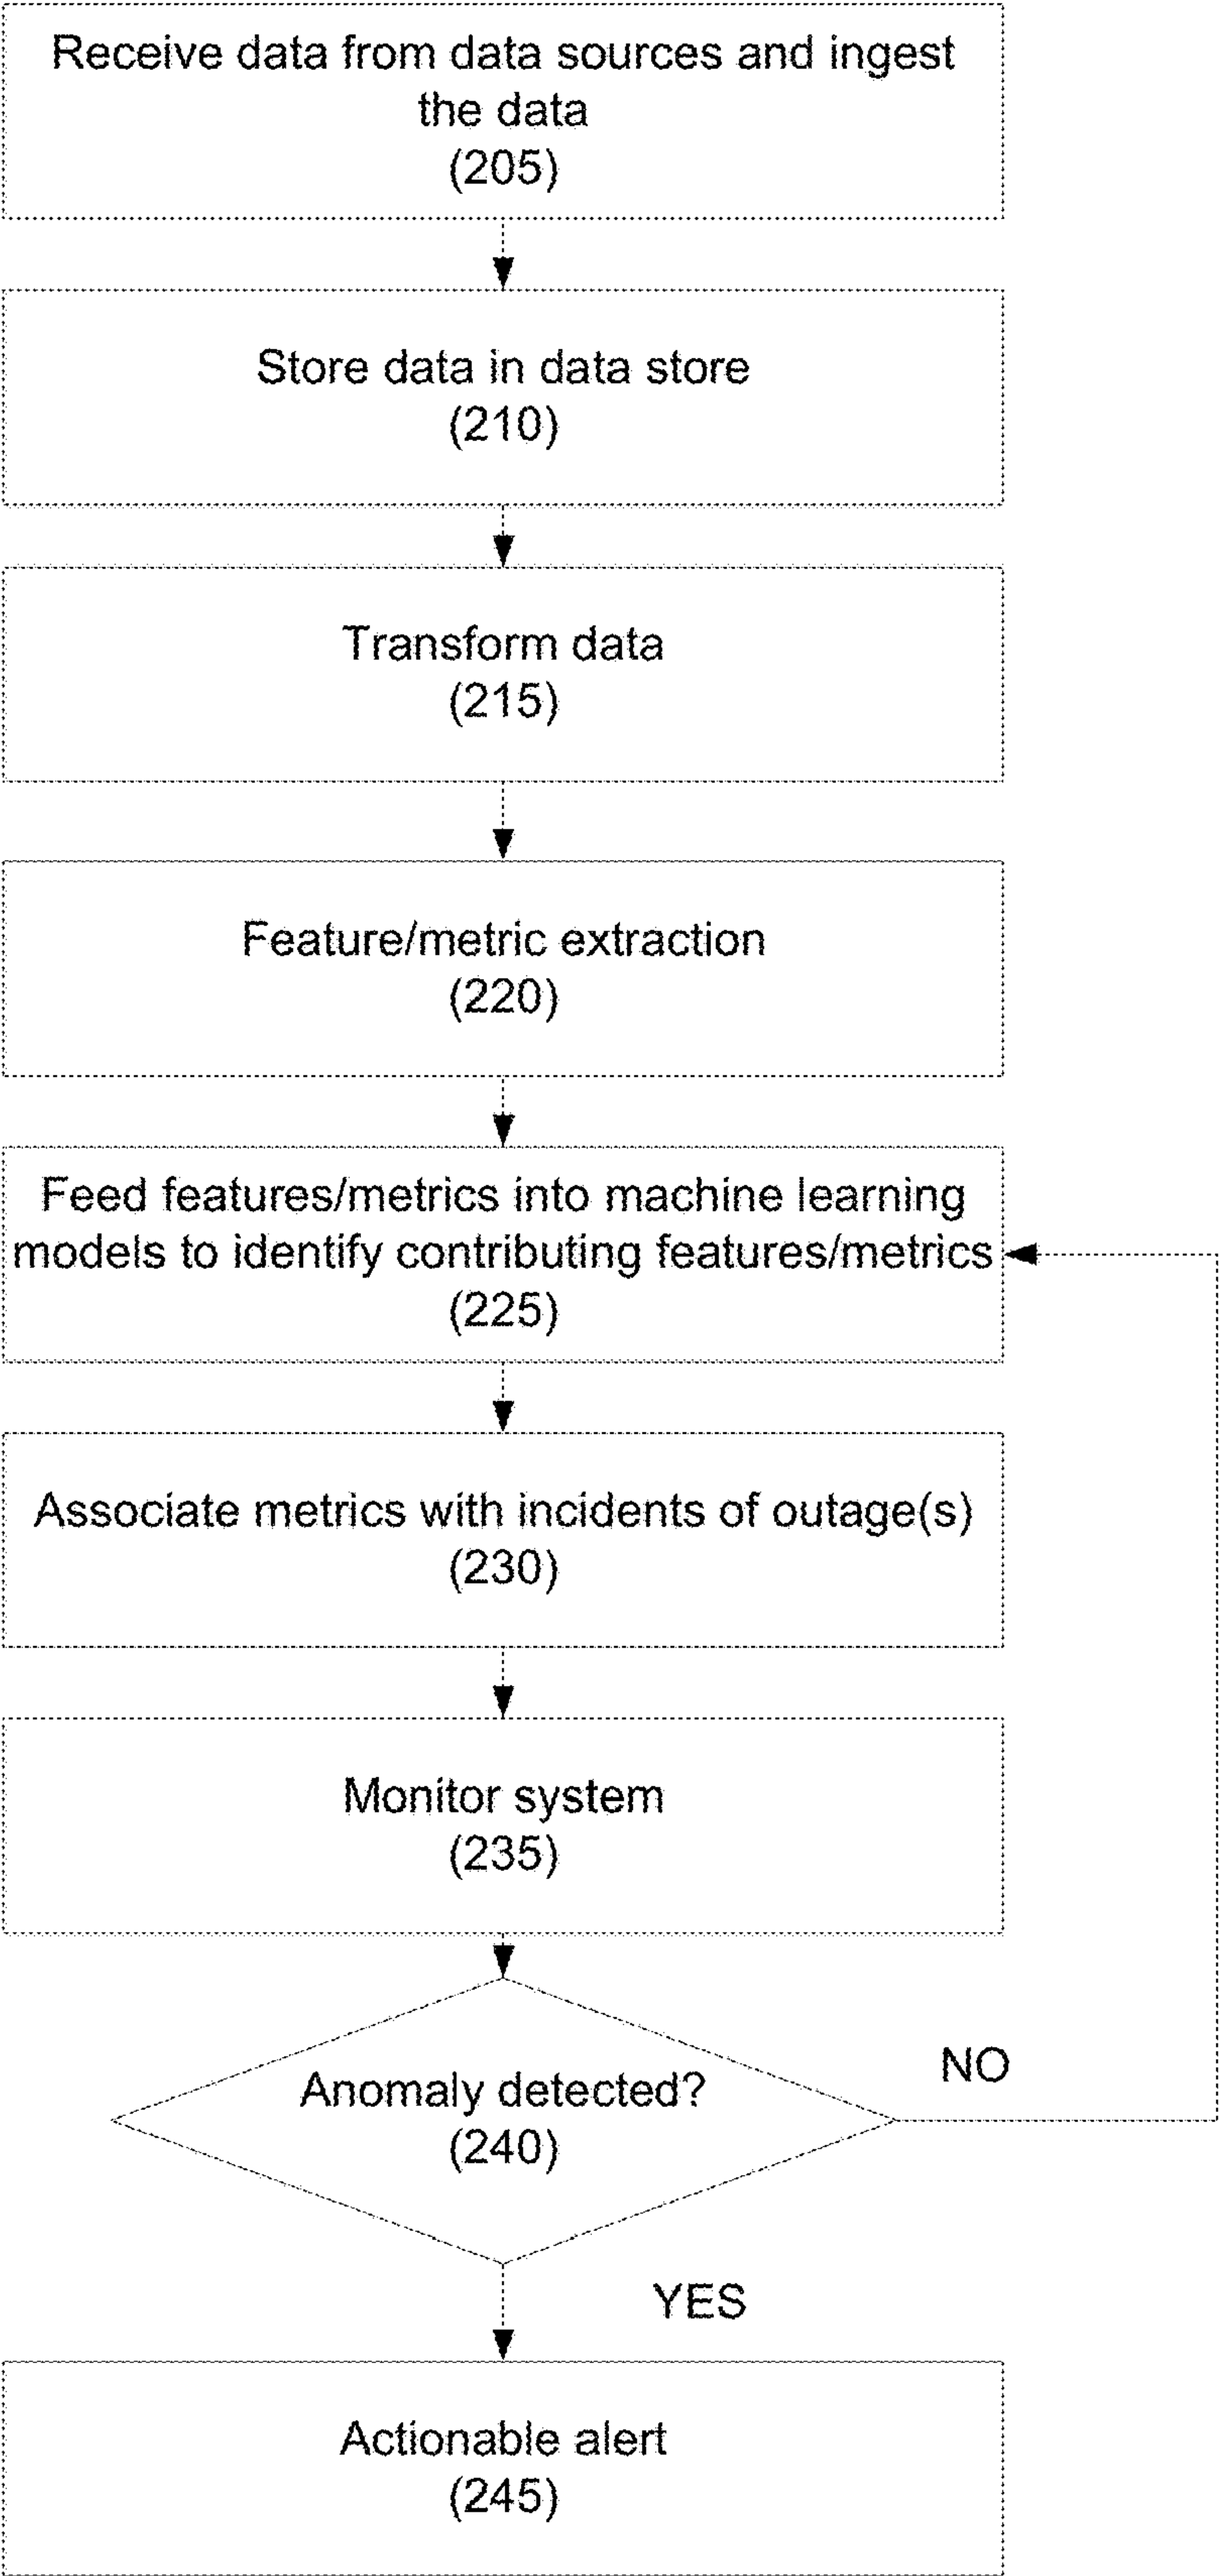 Receive data from data sources and ingest
the data
(205)
Store data in data store
(210)
Transform data
(215)
Feature/metric extraction
(220)
Feed features/metrics into machine learning
models to identify contributing features/metrics
(225)
Associate metrics with incidents of outage(s)
(230)
Monitor system
(235)
Anomaly detected?
(240)
NO
YES
Actionable alert
(245)